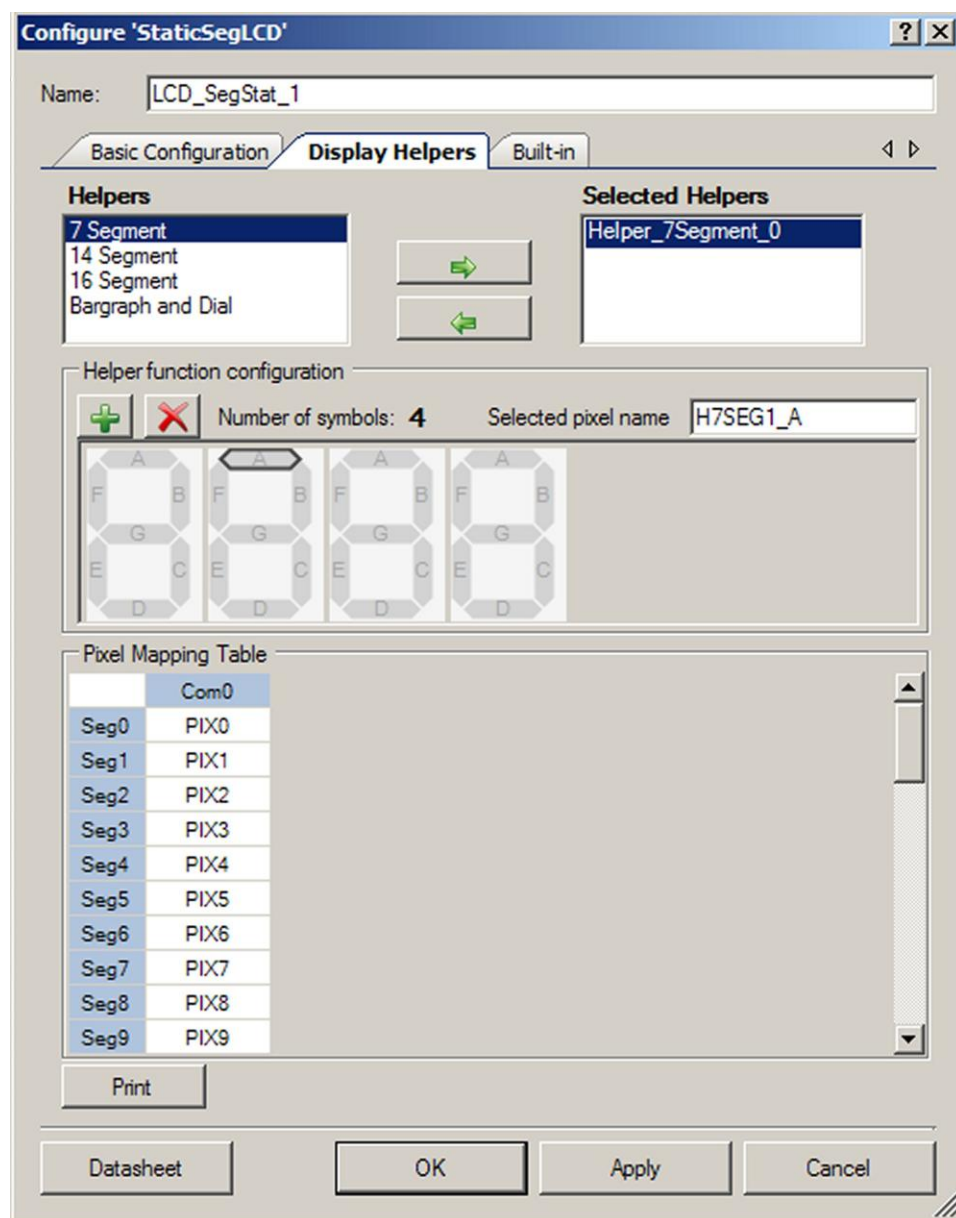 Configure 'StaticSegLCD'
Name: LCD_SegStat_1
Basic Configuration Display Helpers Built-in
Helpers Selected Helpers
7 Segment Helper_7Segment_0
14 Segment
16 Segment
Bargraph and Dial
Helper function configuration
Number of symbols: 4 Selected pixel name H7SEG1_A
A A A A
F B F B F B F B
G G G G
E C E C E C E C
D D D D
Pixel Mapping Table
Com0
Seg0 PIX0
Seg1 PIX1
Seg2 PIX2
Seg3 PIX3
Seg4 PIX4
Seg5 PIX5
Seg6 PIX6
Seg7 PIX7
Seg8 PIX8
Seg9 PIX9
Print
Datasheet OK Apply Cancel